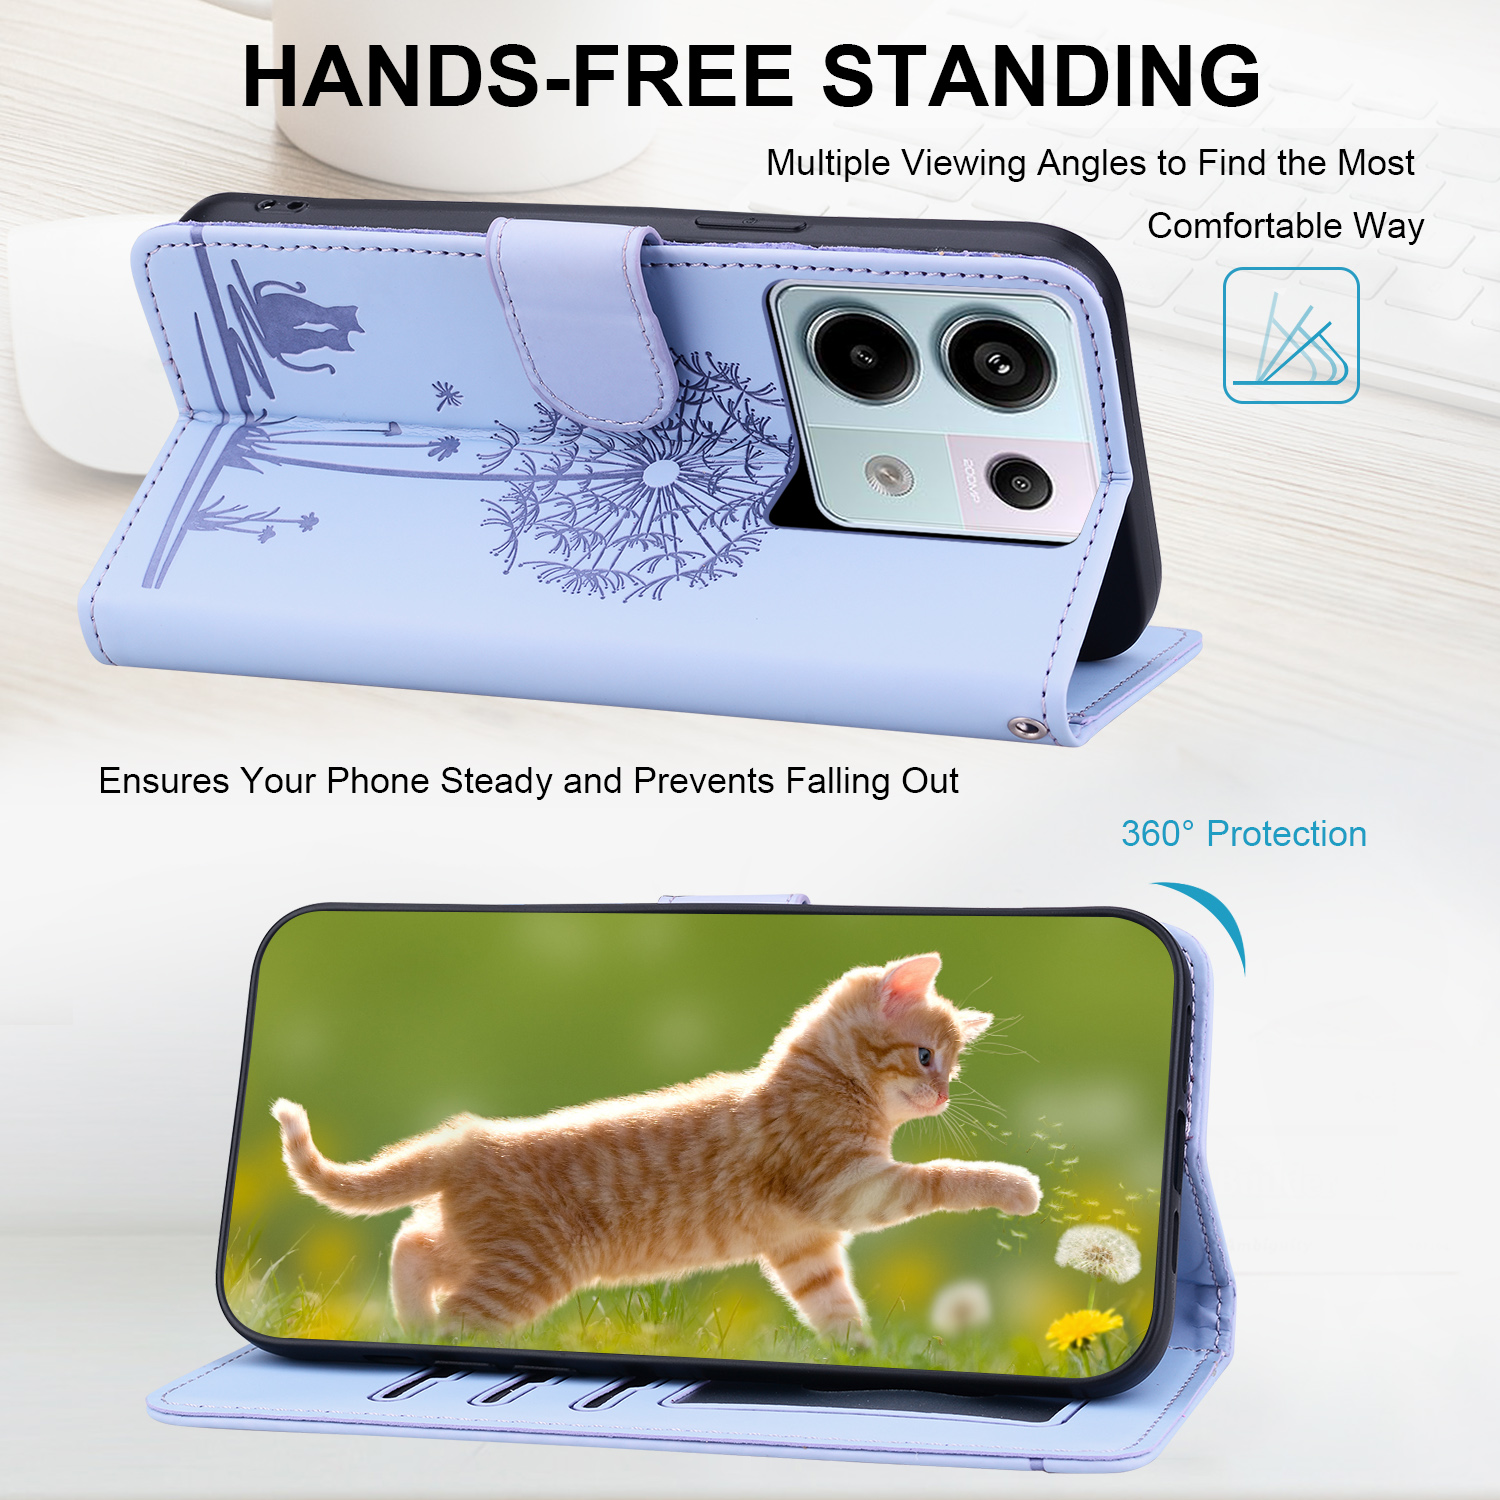 HANDS-FREE STANDING
Multiple Viewing Angles to Find the Most
Comfortable Way
200MP
Ensures Your Phone Steady and Prevents Falling Out
360° Protection